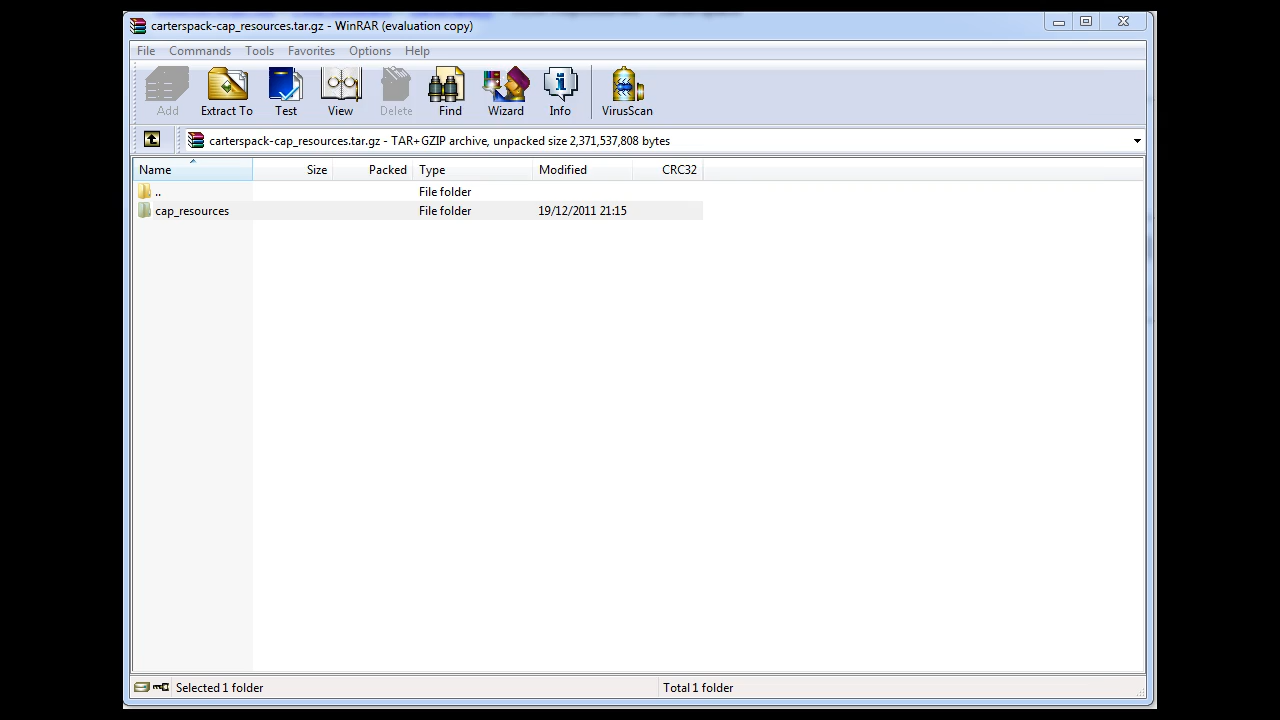 carterspack-cap_resources.tar.gz - WinRAR (evaluation copy)
File Commands Tools Favorites Options Help
Add Extract To Test View Delete Find Wizard Info VirusScan
carterspack-cap_resources.tar.gz - TAR+GZIP archive, unpacked size 2,371,537,808 bytes
Name Size Packed Type Modified CRC32
.. File folder
cap_resources File folder 19/12/2011 21:15
Selected 1 folder Total 1 folder